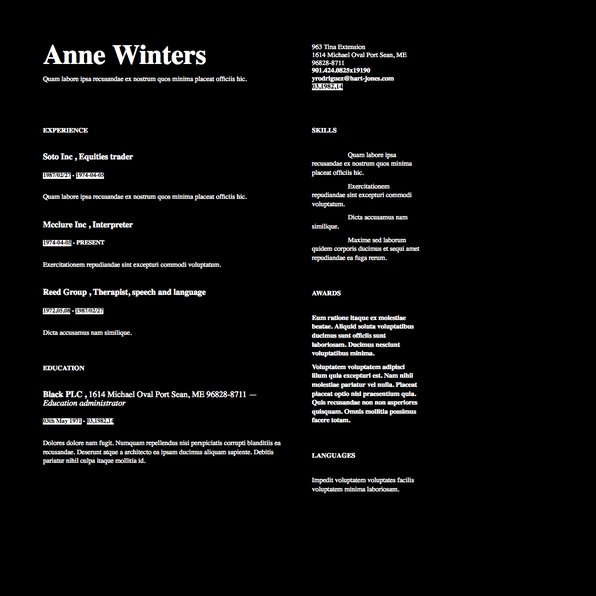 Anne Winters
Quam labore ipsa recusandae ex nostrum quos minima placeat officiis hic.
963 Tina Extension
1614 Michael Oval Port Sean, ME
96828-8711
901.424.0825x19190
yrodriguez@hart-jones.com
03.1982.14
EXPERIENCE
Soto Inc , Equities trader
1987/02/27 - 1974-04-05
Quam labore ipsa recusandae ex nostrum quos minima placeat officiis hic.
Mcclure Inc , Interpreter
1974-04-05 - PRESENT
Exercitationem repudiandae sint excepturi commodi voluptatum.
Reed Group , Therapist, speech and language
1972.05.08 - 1987/02/27
Dicta accusamus nam similique.
EDUCATION
Black PLC , 1614 Michael Oval Port Sean, ME 96828-8711 —
Education administrator
03th May 1971 - 03.1982.14
Dolores dolore nam fugit. Numquam repellendus nisi perspiciatis corrupti blanditiis ea
recusandae. Deserunt atque a architecto ea ipsam ducimus aliquam sapiente. Debitis
pariatur nihil culpa itaque mollitia id.
SKILLS
Quam labore ipsa
recusandae ex nostrum quos minima
placeat officiis hic.
Exercitationem
repudiandae sint excepturi commodi
voluptatum.
Dicta accusamus nam
similique.
Maxime sed laborum
quidem corporis ducimus et sequi amet
repudiandae ea fuga rerum.
AWARDS
Eum ratione itaque ex molestiae
beatae. Aliquid soluta voluptatibus
ducimus sunt officiis sunt
laboriosam. Ducimus nesciunt
voluptatibus minima.
Voluptatem voluptatem adipisci
illum quia excepturi est. Nam nihil
molestiae pariatur vel nulla. Placeat
placeat optio nisi praesentium quia.
Quis recusandae non non asperiores
quisquam. Omnis mollitia possimus
facere totam.
LANGUAGES
Impedit voluptatem voluptates facilis
voluptatem minima laboriosam.